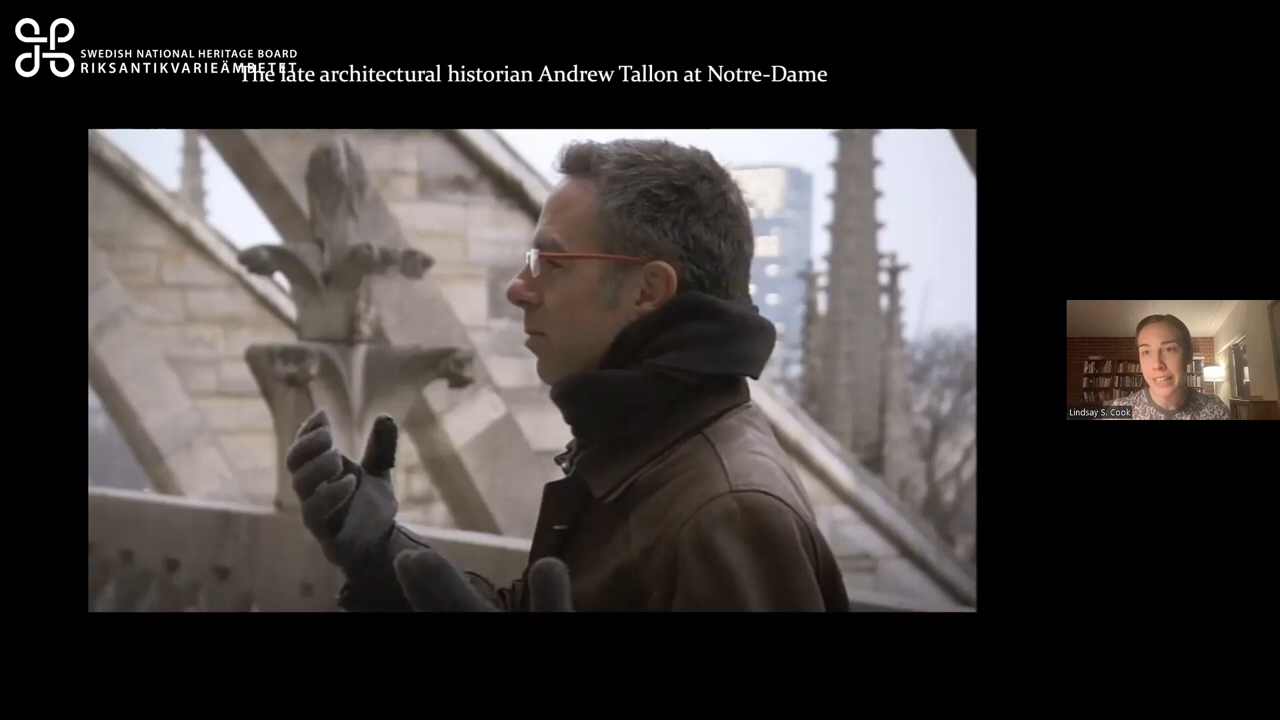 SWEDISH NATIONAL HERITAGE BOARD
RIKSANTIKVARIEÄMBETET
The late architectural historian Andrew Tallon at Notre-Dame
Lindsay S. Cook